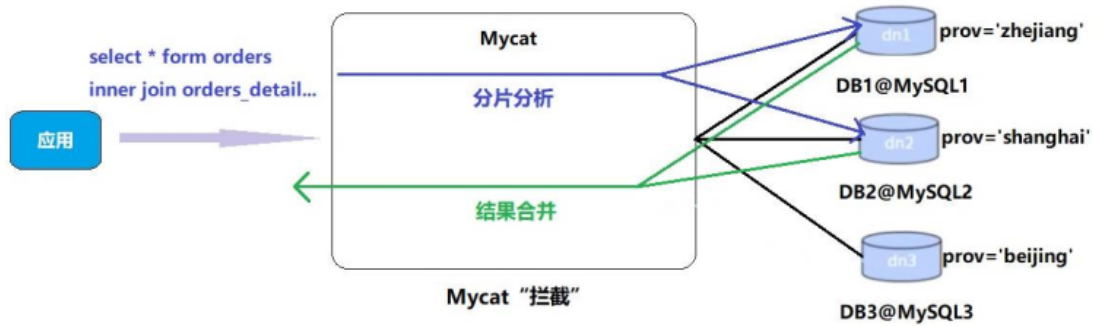 Mycat
select * form orders
inner join orders_detail...
分片分析
应用
结果合并
Mycat“拦截”
dn1
prov='zhejiang'
DB1@MySQL1
dn2
prov='shanghai'
DB2@MySQL2
dn3
prov='beijing'
DB3@MySQL3